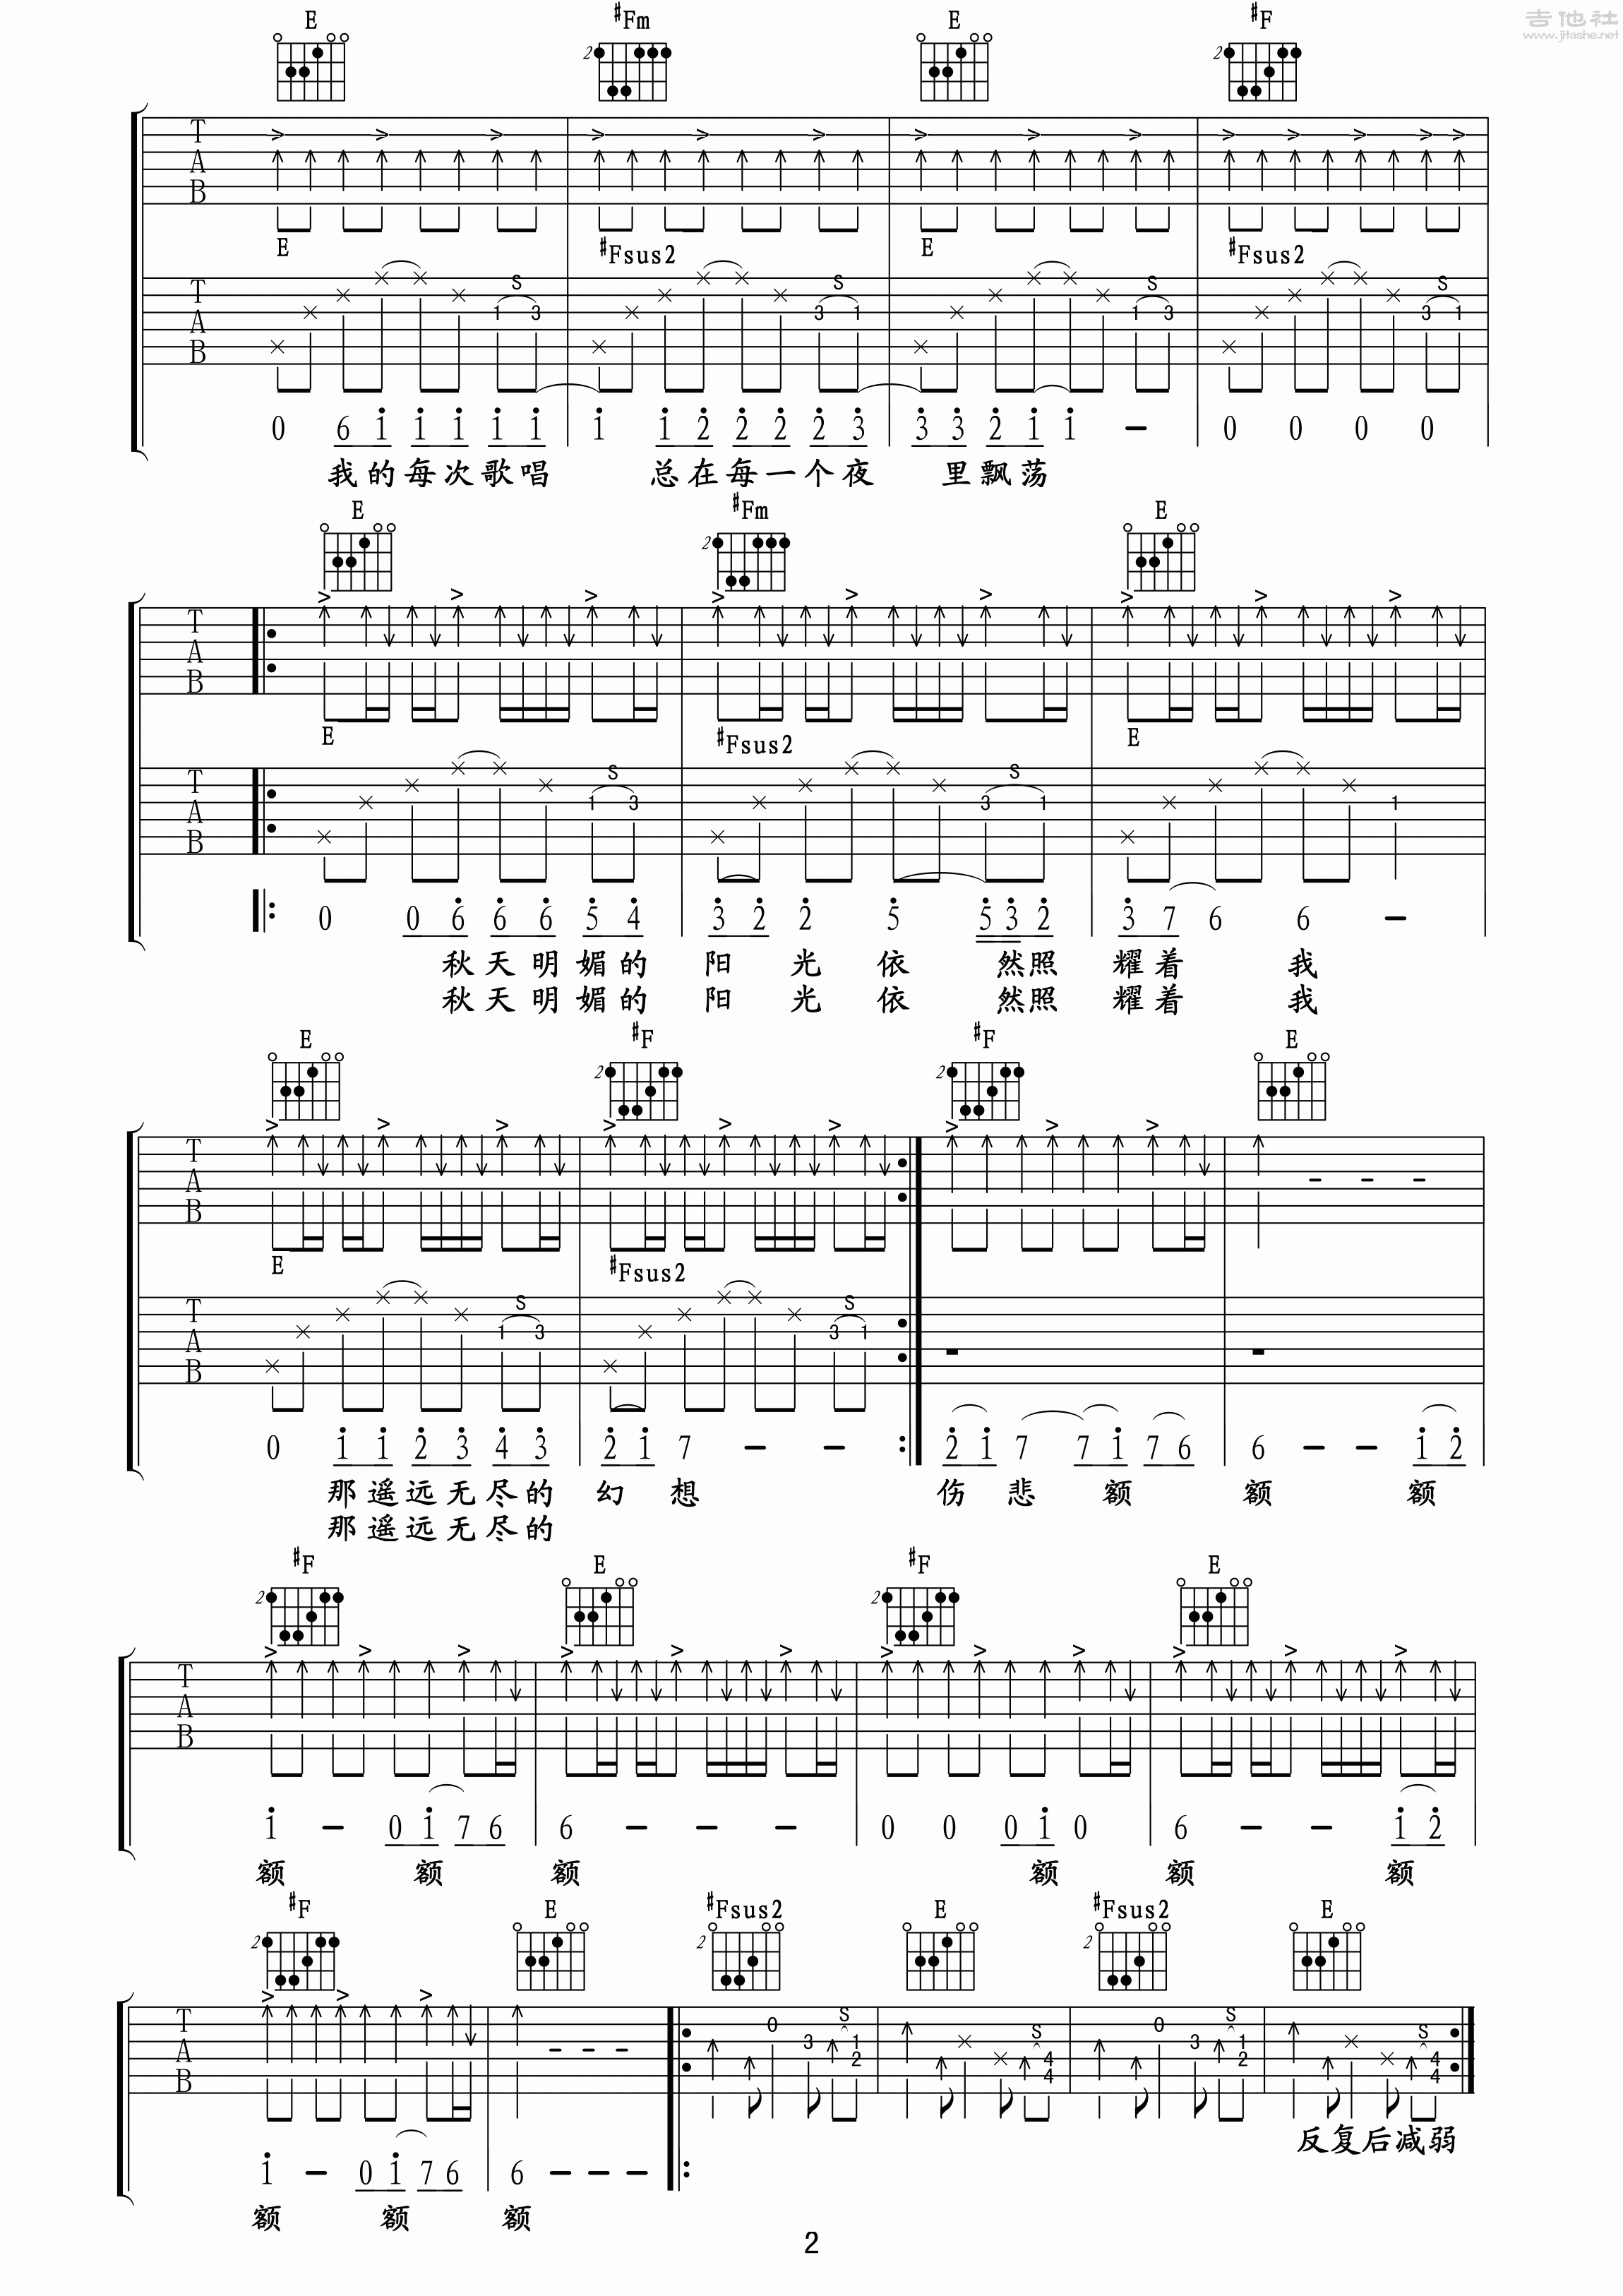 吉他社
www.jitashe.net
E #Fm E #F
2 2
T A B
E #Fsus2 E #Fsus2
S S S S
T A B 1 3 3 1 1 3 3 1
0 6 1 1 1 1 1 1 1 2 2 2 2 3 3 3 2 1 1 - 0 0 0 0
我的每次歌唱 总在每一个夜 里飘荡
E #Fm E
2
T A B
E #Fsus2 E
S S
T A B 1 3 3 1 1
0 0 6 6 6 5 4 3 2 2 5 5 3 2 3 7 6 6 -
秋天明媚的 阳 光 依 然照 耀着 我
秋天明媚的 阳 光 依 然照 耀着 我
E #F #F E
2 2
T A B - - -
E #Fsus2
S S
T A B 1 3 3 1
0 1 1 2 3 4 3 2 1 7 - - 2 1 7 7 1 7 6 6 - - 1 2
那遥远无尽的 幻 想 伤 悲 额 额 额
那遥远无尽的
#F E #F E
2 2
T A B
1 - 0 1 7 6 6 - - - 0 0 0 1 0 6 - - 1 2
额 额 额 额 额 额
#F E #Fsus2 E #Fsus2 E
2 2 2
S S S S
T A B - - - 0 3 1 2 4 4 0 3 1 2 4 4
反复后减弱
1 - 0 1 7 6 6 - - -
额 额 额
2